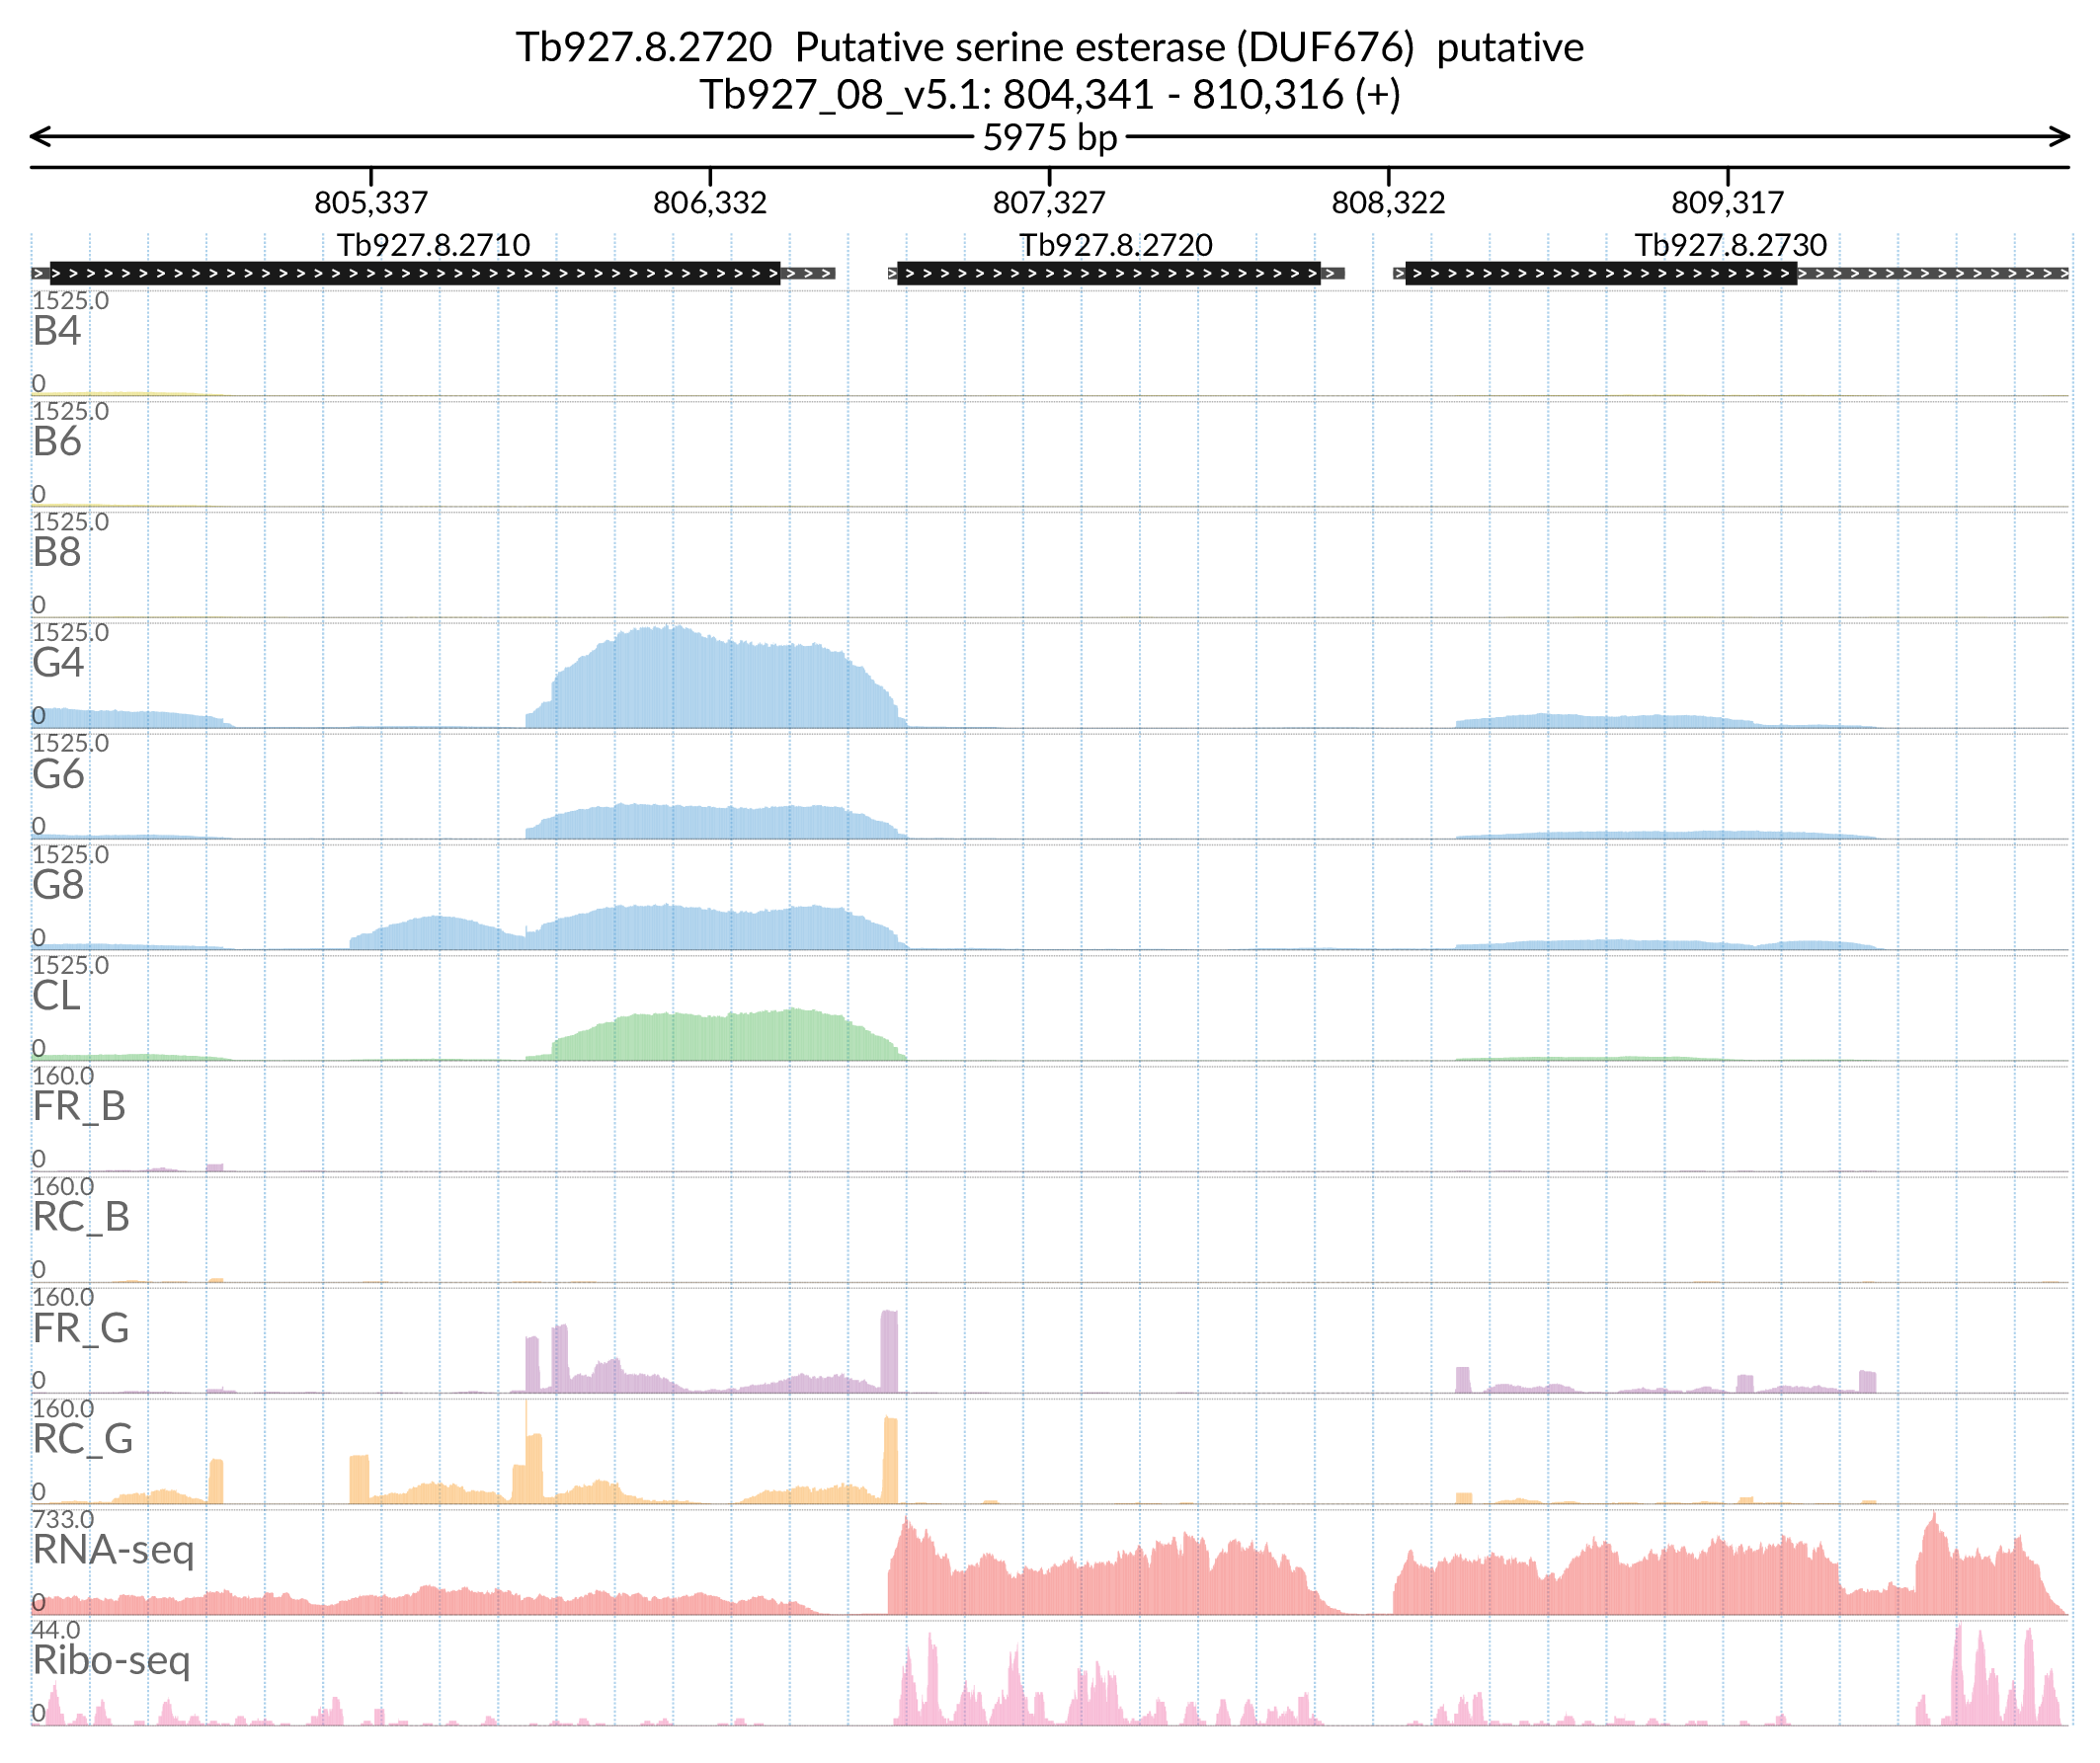 Tb927.8.2720  Putative serine esterase (DUF676)  putative
Tb927_08_v5.1: 804,341 - 810,316 (+)
5975 bp
805,337 806,332 807,327 808,322 809,317
Tb927.8.2710 Tb927.8.2720 Tb927.8.2730
1525.0
B4
0
1525.0
B6
0
1525.0
B8
0
1525.0
G4
0
1525.0
G6
0
1525.0
G8
0
1525.0
CL
0
160.0
FR_B
0
160.0
RC_B
0
160.0
FR_G
0
160.0
RC_G
0
733.0
RNA-seq
0
44.0
Ribo-seq
0